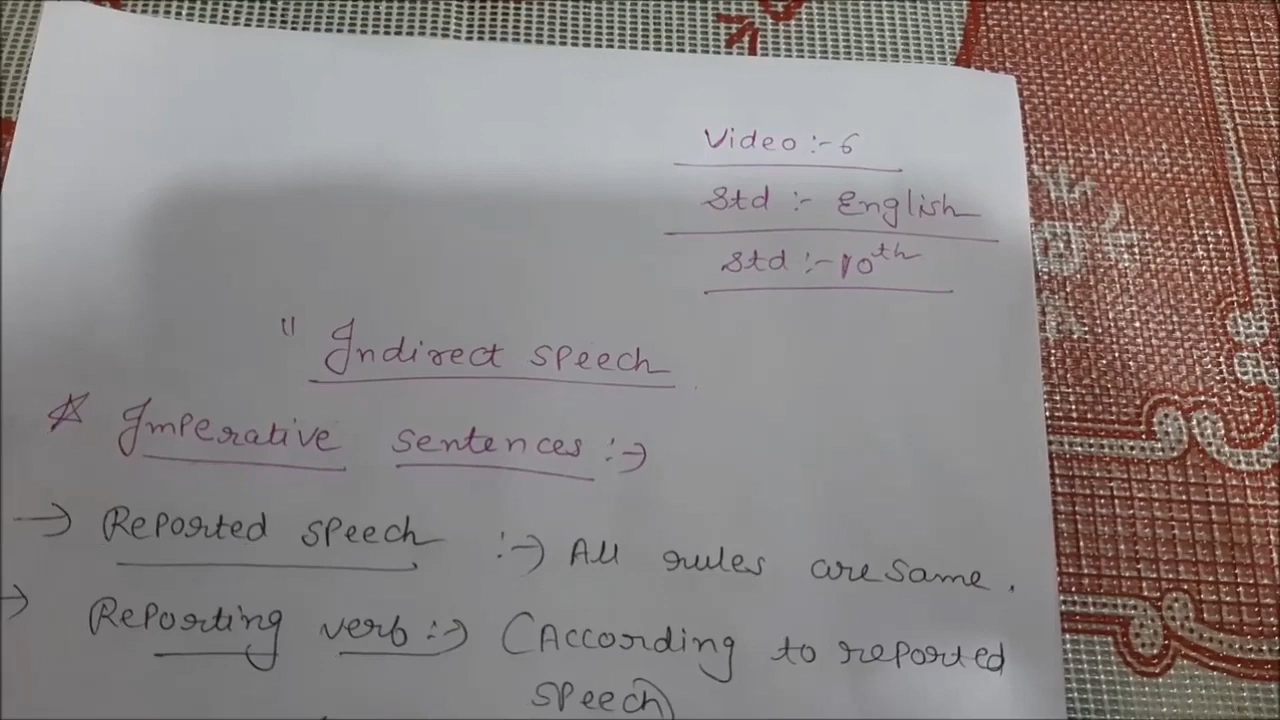 Video :- 6
Std :- English
Std :- 10th
" Indirect speech
☆ Imperative sentences :→
→ Reported speech :→ All rules are same.
→ Reporting verb :→ (According to reported
speech)